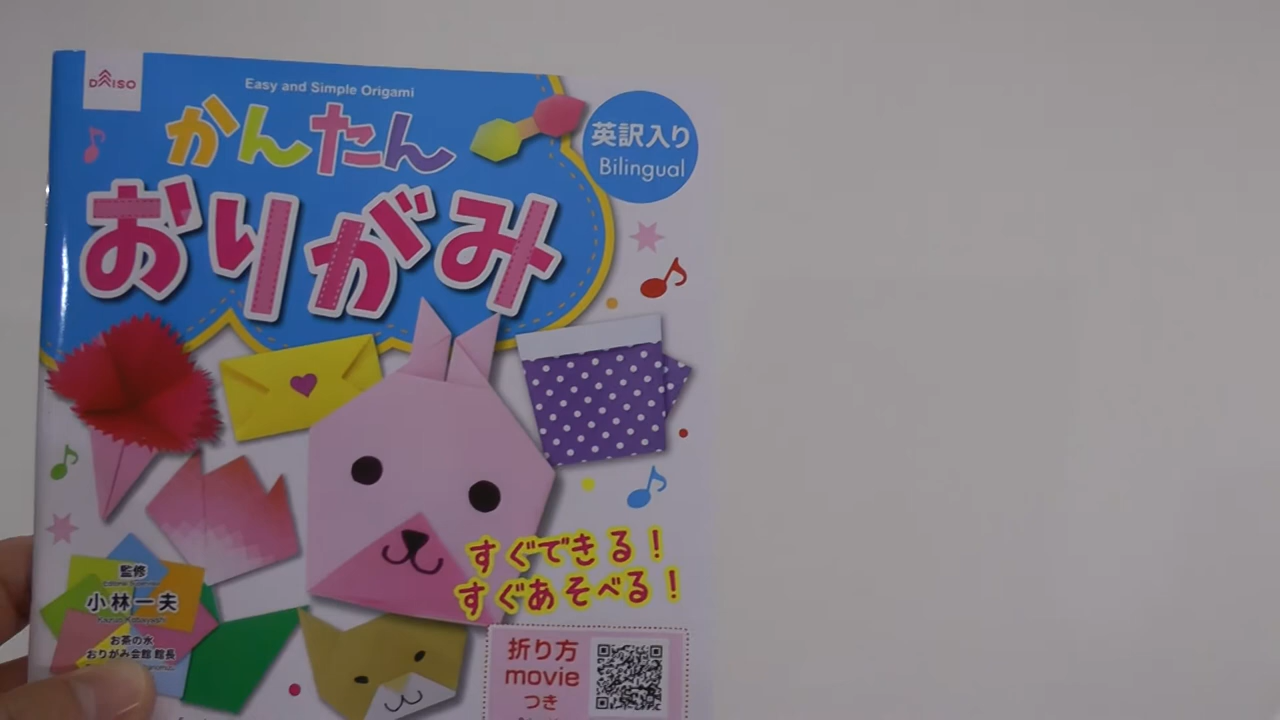 DAISO
Easy and Simple Origami
かんたん
おりがみ
英訳入り
Bilingual
すぐできる!
すぐあそべる!
監修
小林一夫
Kazuo Kobayashi
お茶の水
おりがみ会館 館長
折り方
movie
つき